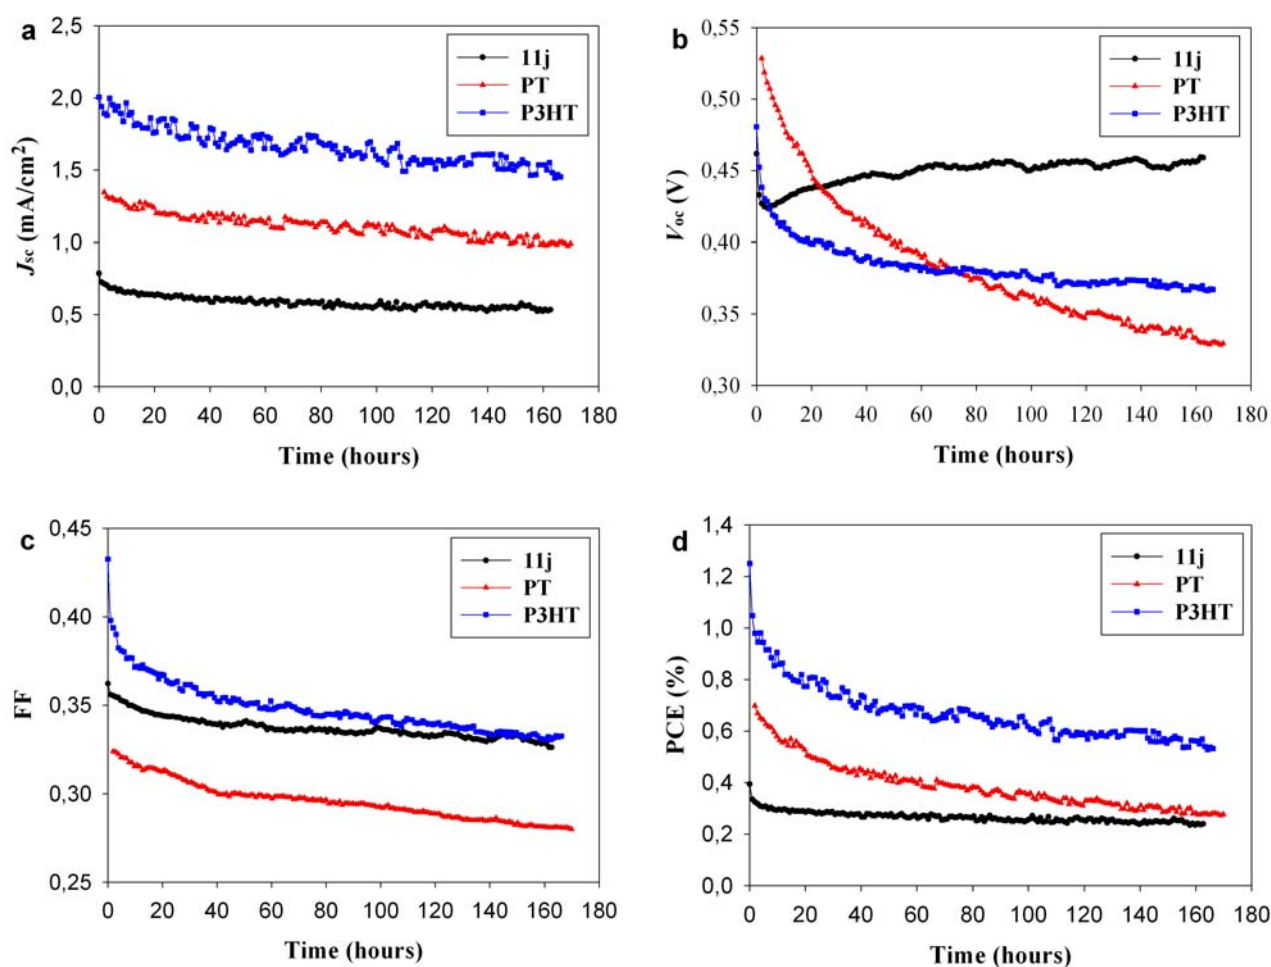 a
2,5
2,0
1,5
1,0
0,5
0,0
Jsc (mA/cm²)
11j
PT
P3HT
0 20 40 60 80 100 120 140 160 180
Time (hours)
b
0,55
0,50
0,45
0,40
0,35
0,30
Voc (V)
11j
PT
P3HT
0 20 40 60 80 100 120 140 160 180
Time (hours)
c
0,45
0,40
0,35
0,30
0,25
FF
11j
PT
P3HT
0 20 40 60 80 100 120 140 160 180
Time (hours)
d
1,4
1,2
1,0
0,8
0,6
0,4
0,2
0,0
PCE (%)
11j
PT
P3HT
0 20 40 60 80 100 120 140 160 180
Time (hours)